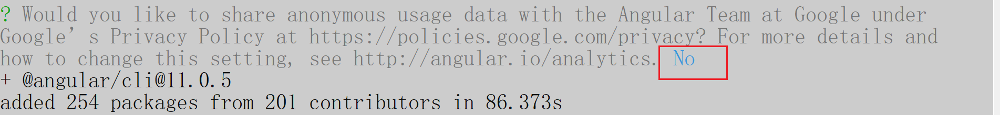 ? Would you like to share anonymous usage data with the Angular Team at Google under
Google’s Privacy Policy at https://policies.google.com/privacy? For more details and
how to change this setting, see http://angular.io/analytics. No
+ @angular/cli@11.0.5
added 254 packages from 201 contributors in 86.373s